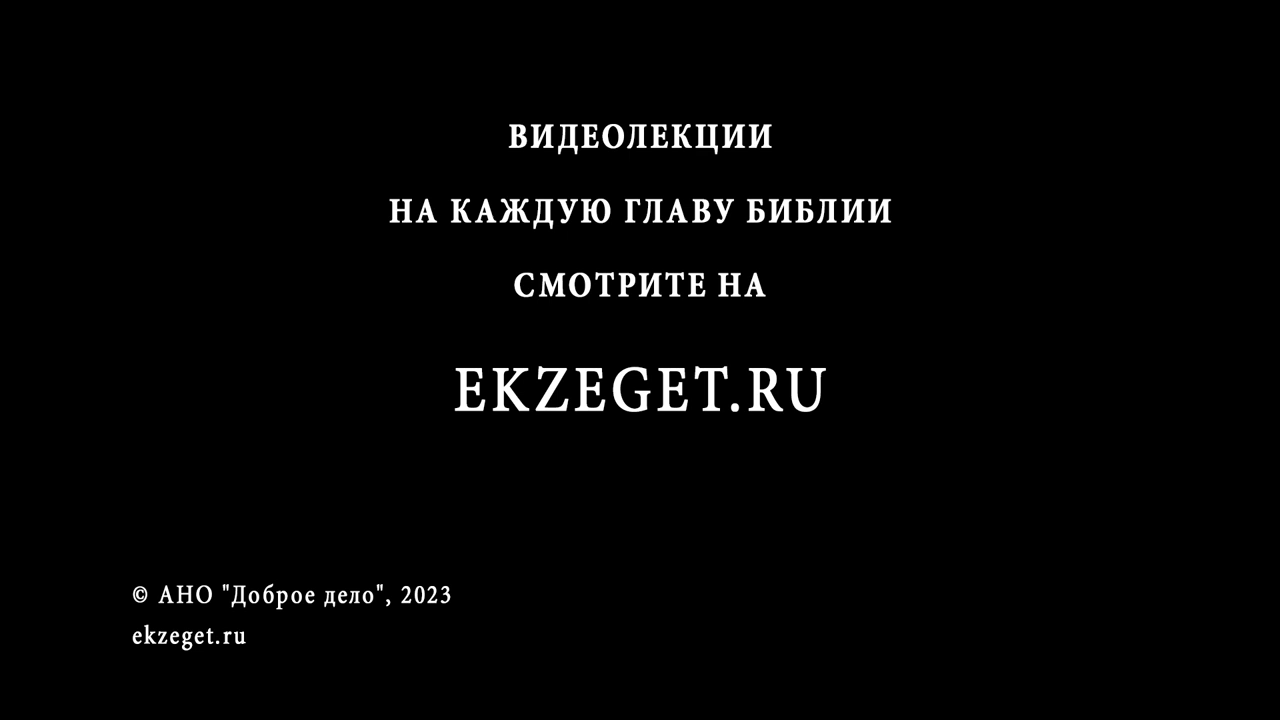 ВИДЕОЛЕКЦИИ
НА КАЖДУЮ ГЛАВУ БИБЛИИ
СМОТРИТЕ НА
EKZEGET.RU
© АНО "Доброе дело", 2023
ekzeget.ru